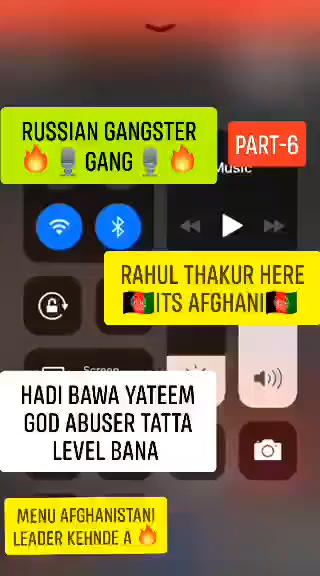 RUSSIAN GANGSTER
🔥🎙️GANG🎙️🔥
PART-6
Music
RAHUL THAKUR HERE
🇦🇫ITS AFGHANI🇦🇫
Screen
HADI BAWA YATEEM
GOD ABUSER TATTA
LEVEL BANA
MENU AFGHANISTANI
LEADER KEHNDE A 🔥